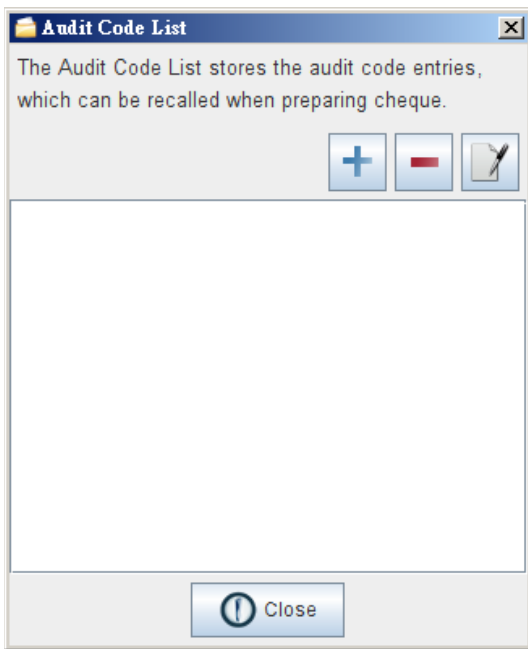 Audit Code List
The Audit Code List stores the audit code entries,
which can be recalled when preparing cheque.
Close